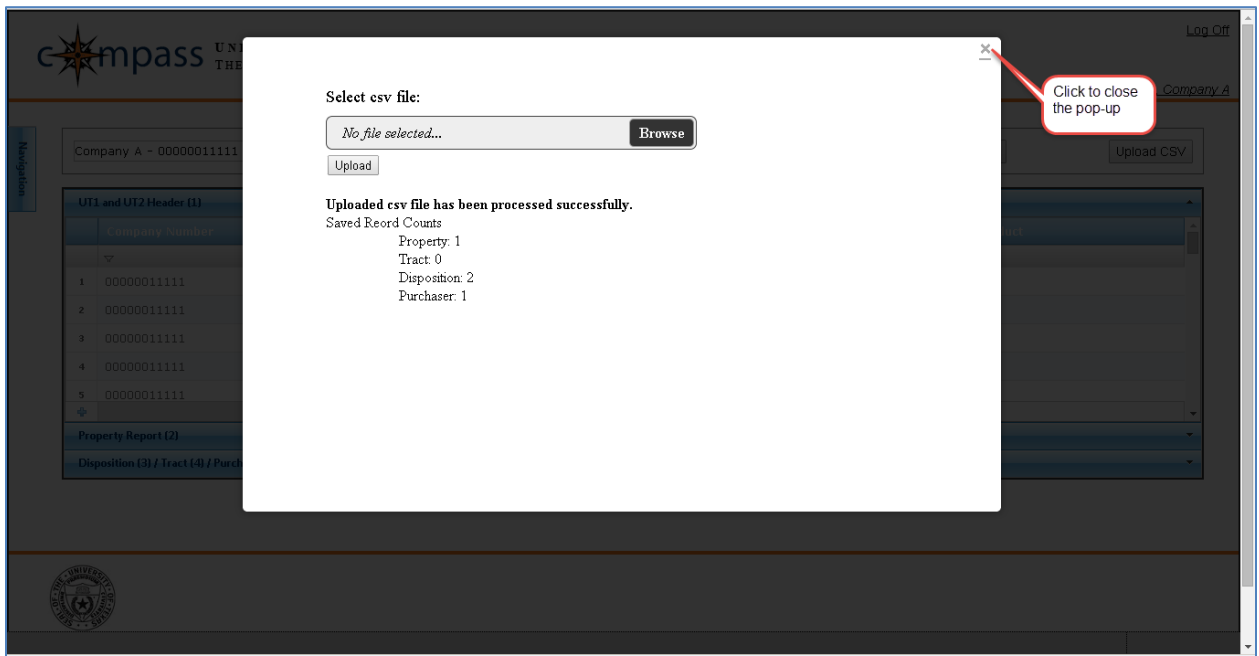 Log Off
compass UNI
THE
Company A
Click to close
the pop-up
×
Select csv file:
No file selected... Browse
Upload
Uploaded csv file has been processed successfully.
Saved Reord Counts
Property: 1
Tract: 0
Disposition: 2
Purchaser: 1
Navigation
Company A - 00000011111
Upload CSV
UT1 and UT2 Header (1)
Company Number
1 00000011111
2 00000011111
3 00000011111
4 00000011111
5 00000011111
Property Report (2)
Disposition (3) / Tract (4) / Purch